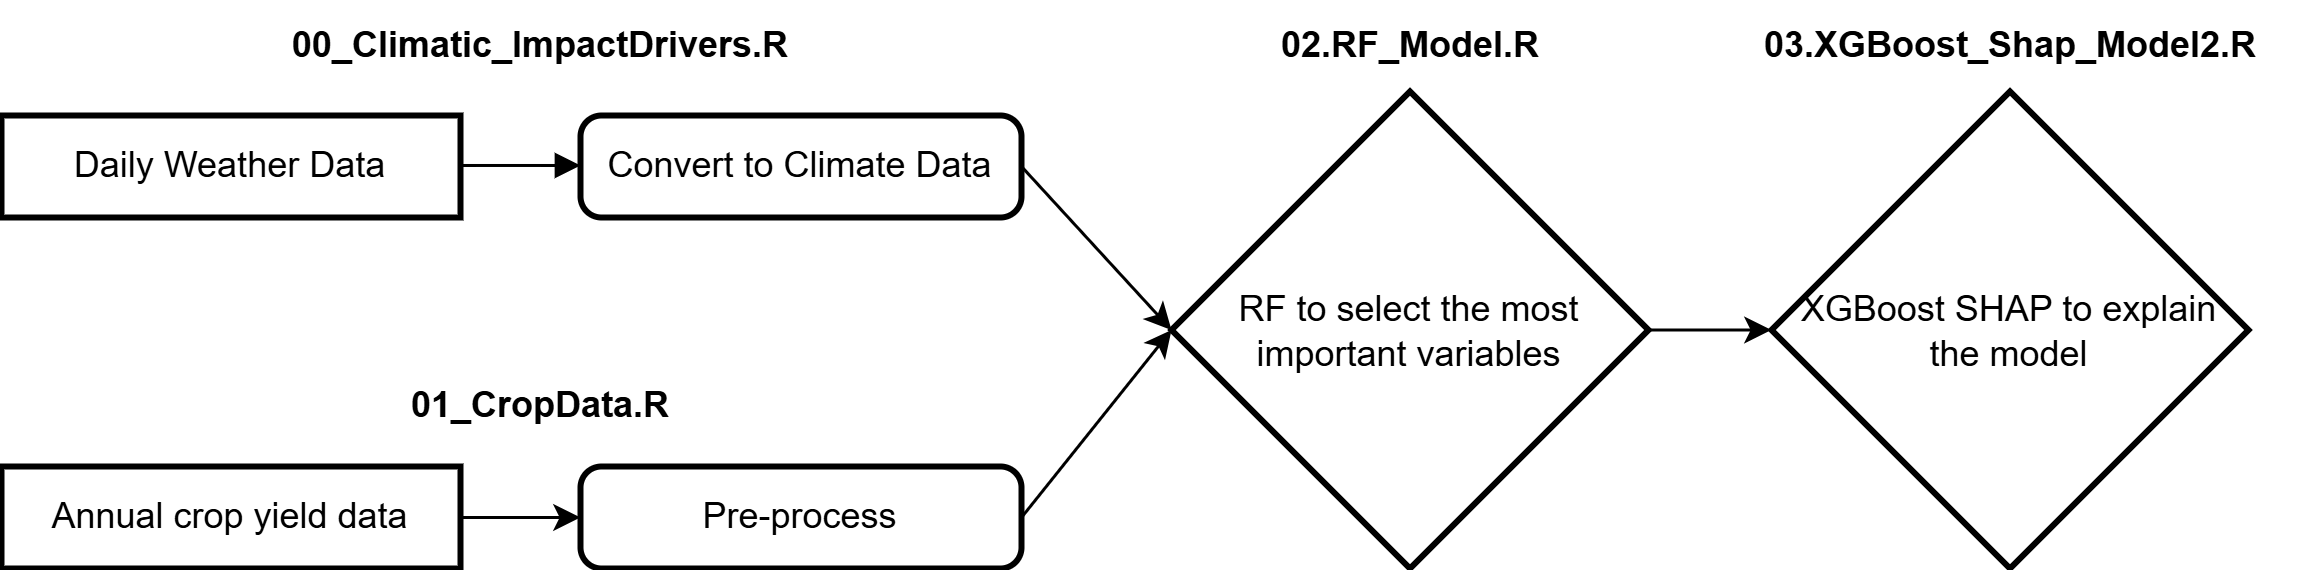 00_Climatic_ImpactDrivers.R
02.RF_Model.R
03.XGBoost_Shap_Model2.R
Daily Weather Data
Convert to Climate Data
RF to select the most
important variables
XGBoost SHAP to explain
the model
01_CropData.R
Annual crop yield data
Pre-process